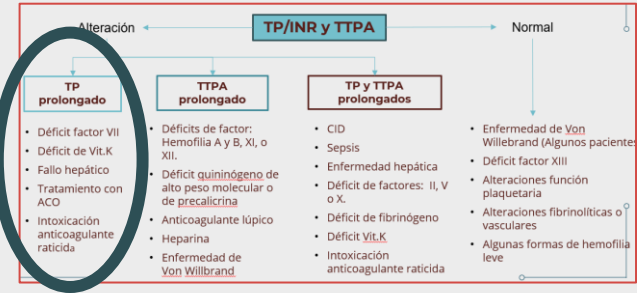 Alteración
TP/INR y TTPA
Normal
TP
prolongado
• Déficit factor VII
• Déficit de Vit.K
• Fallo hepático
• Tratamiento con
ACO
• Intoxicación
anticoagulante
raticida
TTPA
prolongado
• Déficits de factor:
Hemofilia A y B, XI, o
XII.
• Déficit quininógeno de
alto peso molecular o
de precalicrina
• Anticoagulante lúpico
• Heparina
• Enfermedad de
Von Willbrand
TP y TTPA
prolongados
• CID
• Sepsis
• Enfermedad hepática
• Déficit de factores: II, V
o X.
• Déficit de fibrinógeno
• Déficit Vit.K
• Intoxicación
anticoagulante raticida
• Enfermedad de Von
Willebrand (Algunos pacientes
• Déficit factor XIII
• Alteraciones función
plaquetaria
• Alteraciones fibrinolíticas o
vasculares
• Algunas formas de hemofilia
leve